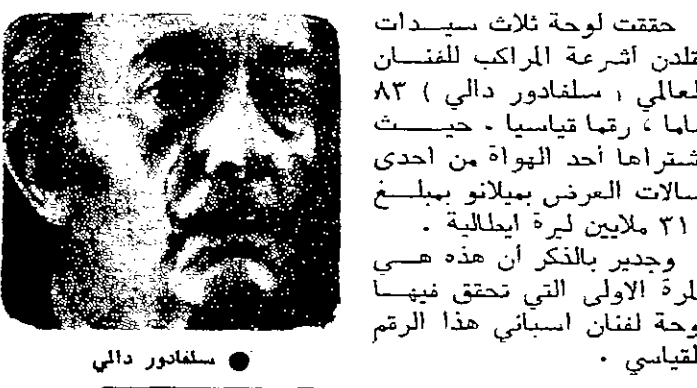 حققت لوحة ثلاث سيدات
قلدن أشرعة المراكب للفنان
لعالمي ( سلفادور دالي ) ٨٣
اما ، رقما قياسيا . حيث
شتراها أحد الهواة من احدى
سالات العرض بميلانو بمبلغ
٣١ ملايين ليرة ايطالية .
وجدير بالذكر أن هذه هي
لمرة الاولى التي تحقق فيها
وحة لفنان اسباني هذا الرقم
لقياسي .
● سلفادور دالي